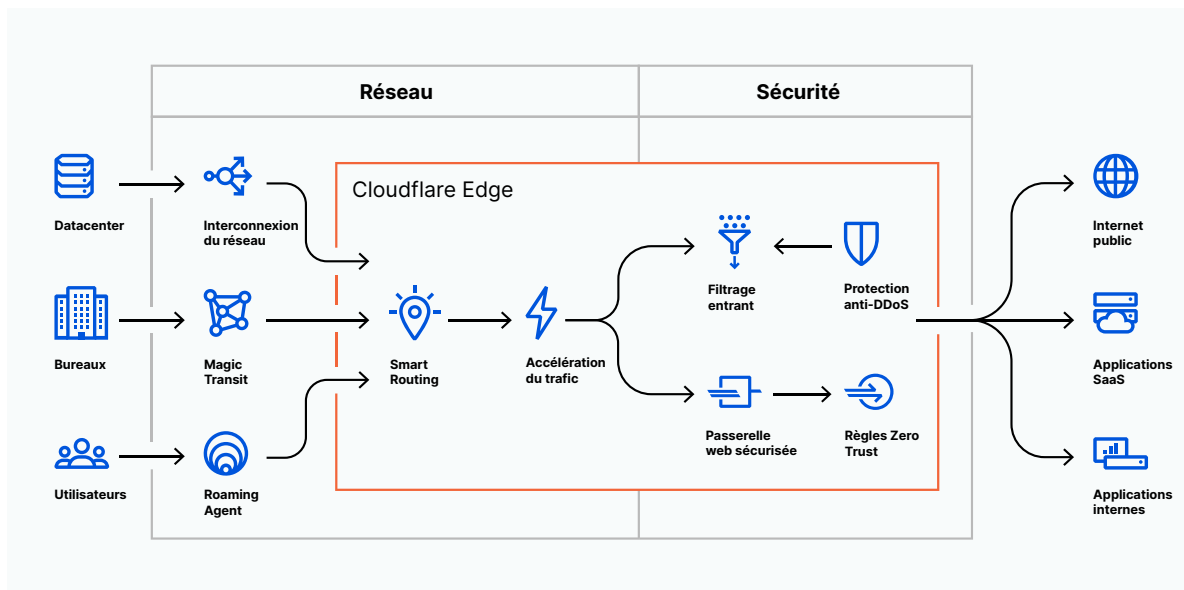 Réseau
Sécurité
Cloudflare Edge
Datacenter
Interconnexion
du réseau
Internet
public
Filtrage
entrant
Protection
anti-DDoS
Bureaux
Magic
Transit
Smart
Routing
Accélération
du trafic
Applications
SaaS
Passerelle
web sécurisée
Règles Zero
Trust
Utilisateurs
Roaming
Agent
Applications
internes